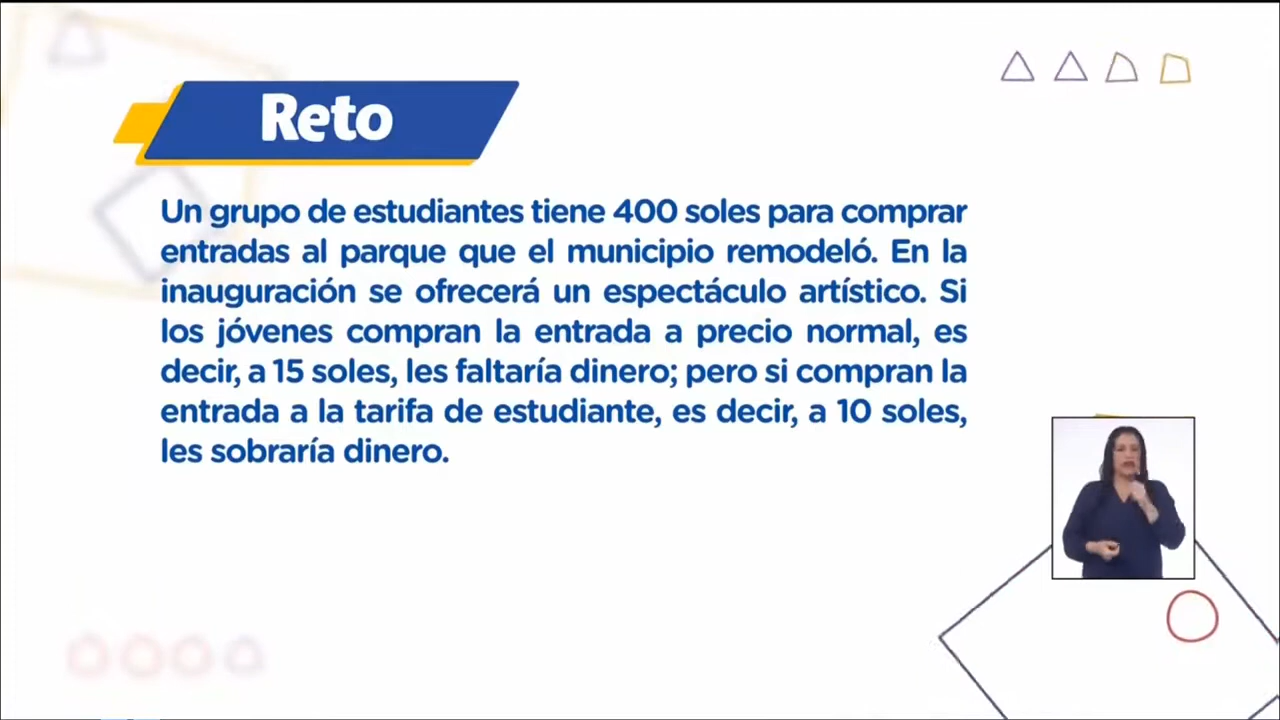 Reto
Un grupo de estudiantes tiene 400 soles para comprar
entradas al parque que el municipio remodeló. En la
inauguración se ofrecerá un espectáculo artístico. Si
los jóvenes compran la entrada a precio normal, es
decir, a 15 soles, les faltaría dinero; pero si compran la
entrada a la tarifa de estudiante, es decir, a 10 soles,
les sobraría dinero.